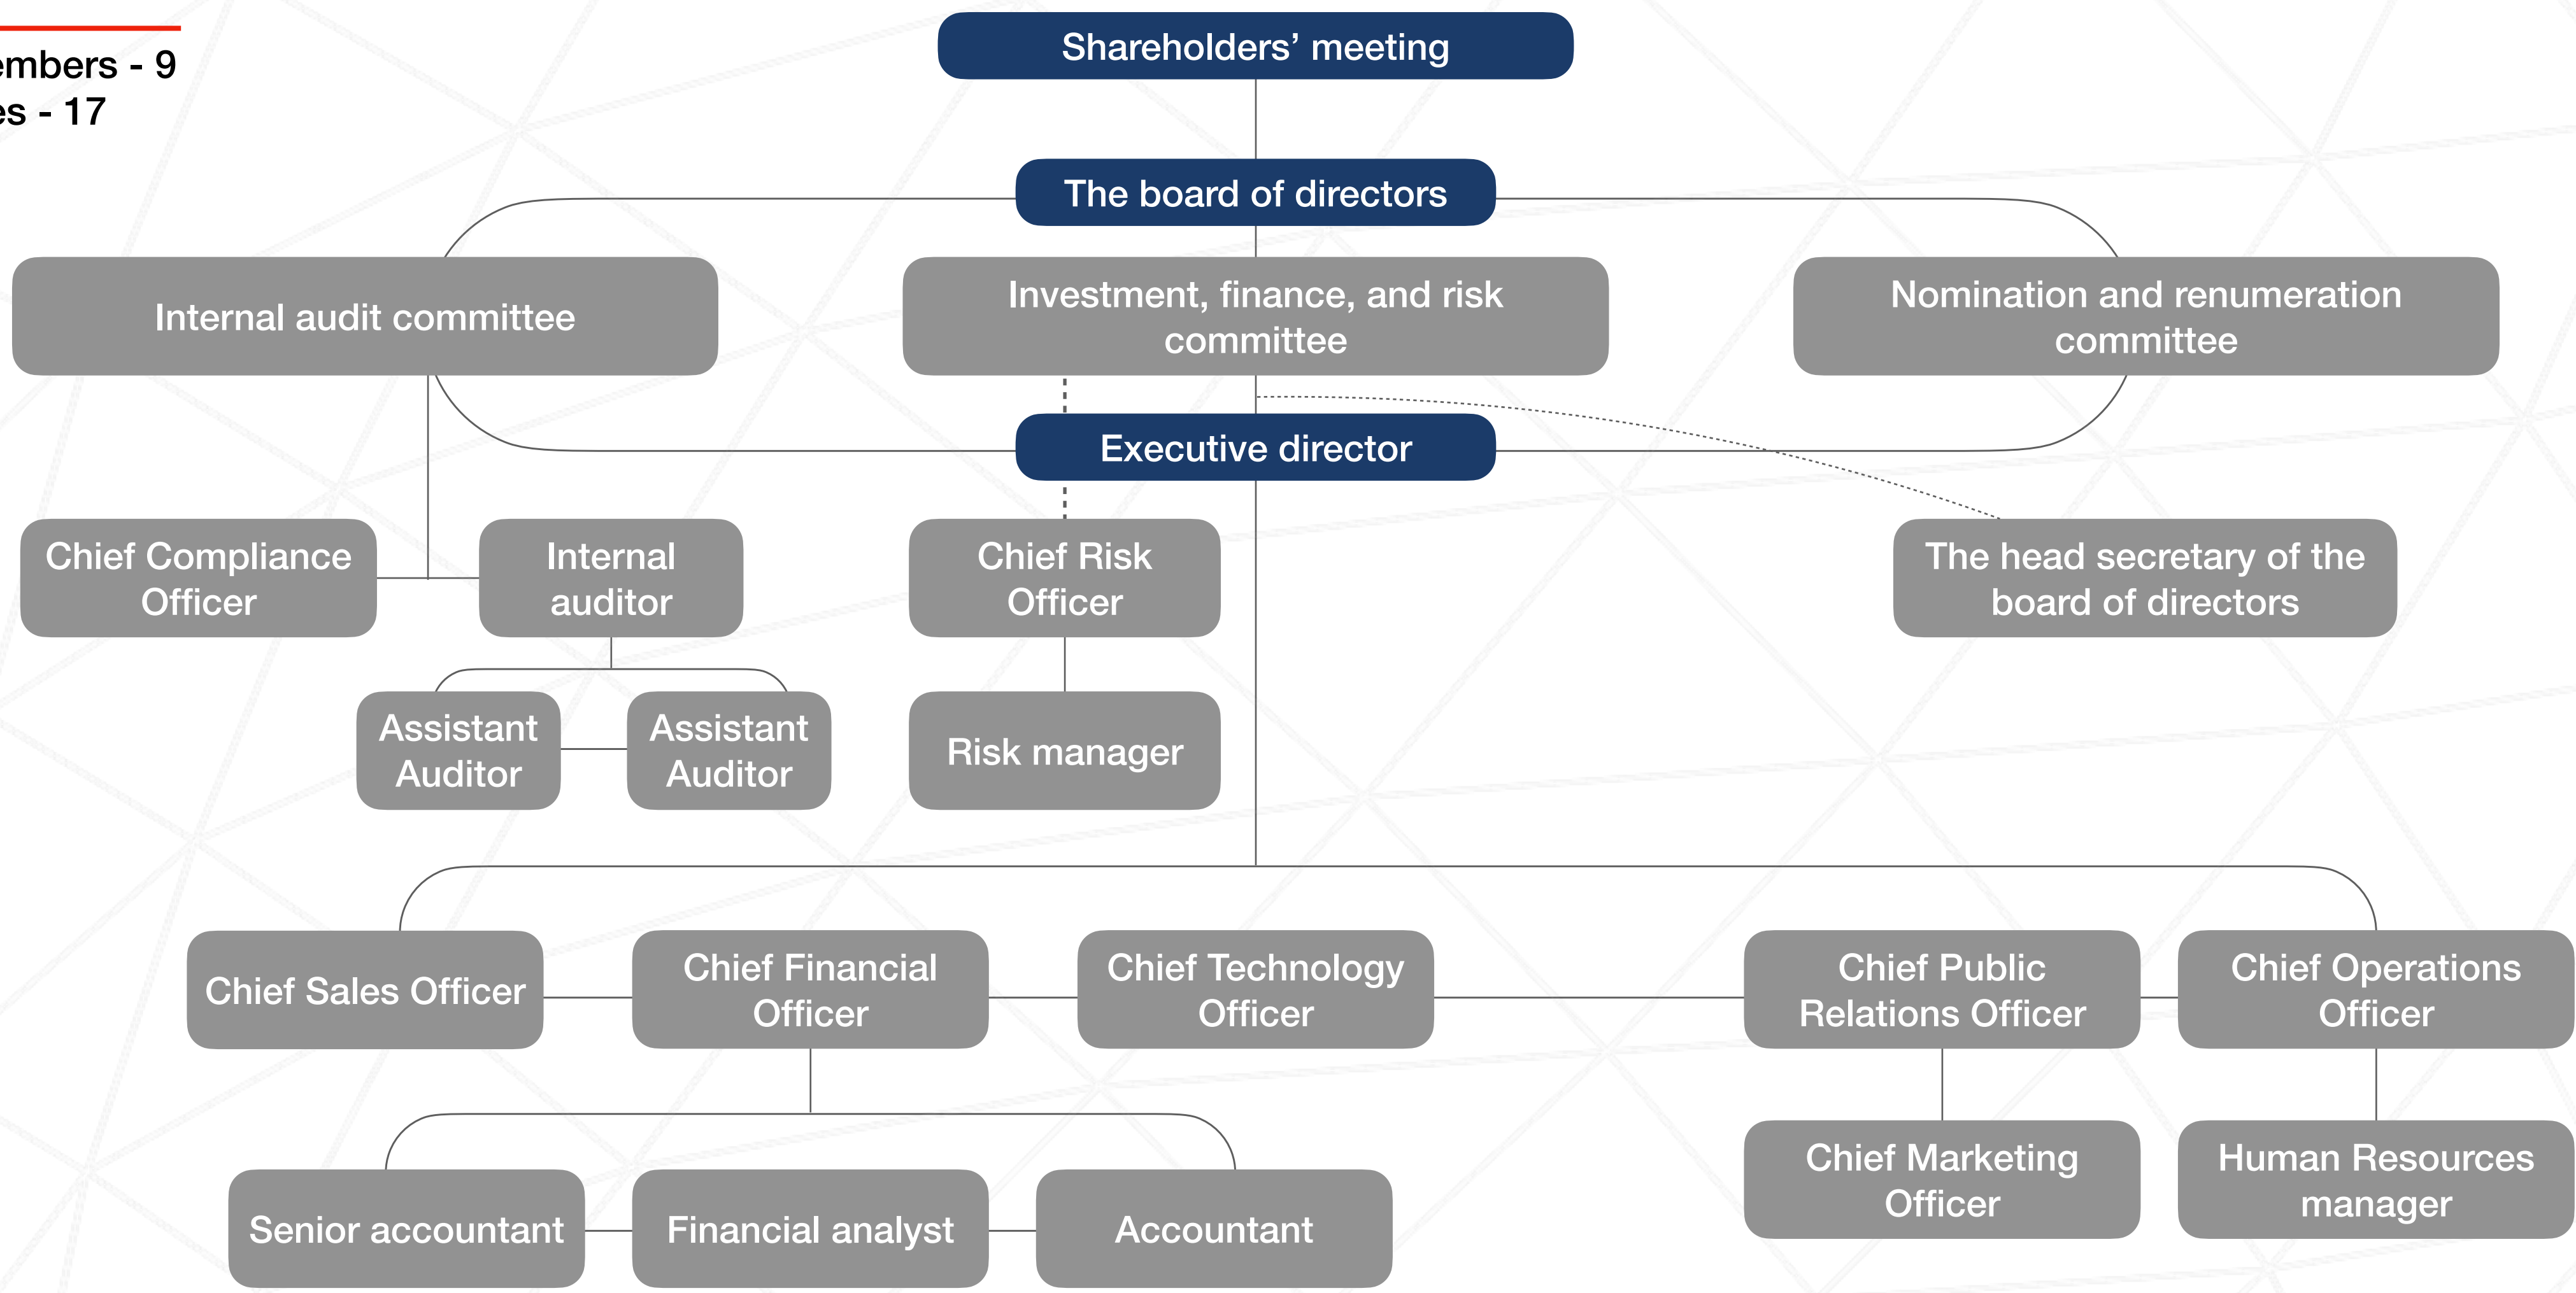 embers - 9
es - 17
Shareholders’ meeting
The board of directors
Internal audit committee
Investment, finance, and risk
committee
Nomination and renumeration
committee
Executive director
Chief Compliance
Officer
Internal
auditor
Chief Risk
Officer
The head secretary of the
board of directors
Assistant
Auditor
Assistant
Auditor
Risk manager
Chief Sales Officer
Chief Financial
Officer
Chief Technology
Officer
Chief Public
Relations Officer
Chief Operations
Officer
Chief Marketing
Officer
Human Resources
manager
Senior accountant
Financial analyst
Accountant